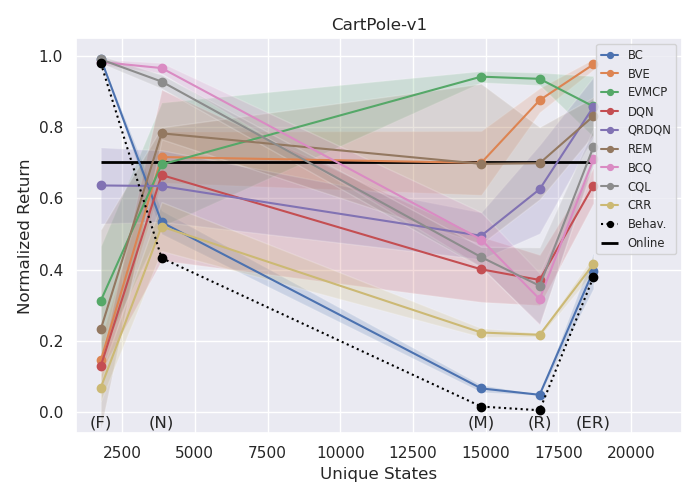 CartPole-v1
Normalized Return
1.0
0.8
0.6
0.4
0.2
0.0
BC
BVE
EVMCP
DQN
QRDQN
REM
BCQ
CQL
CRR
Behav.
Online
(F) (N) (M) (R) (ER)
2500 5000 7500 10000 12500 15000 17500 20000
Unique States